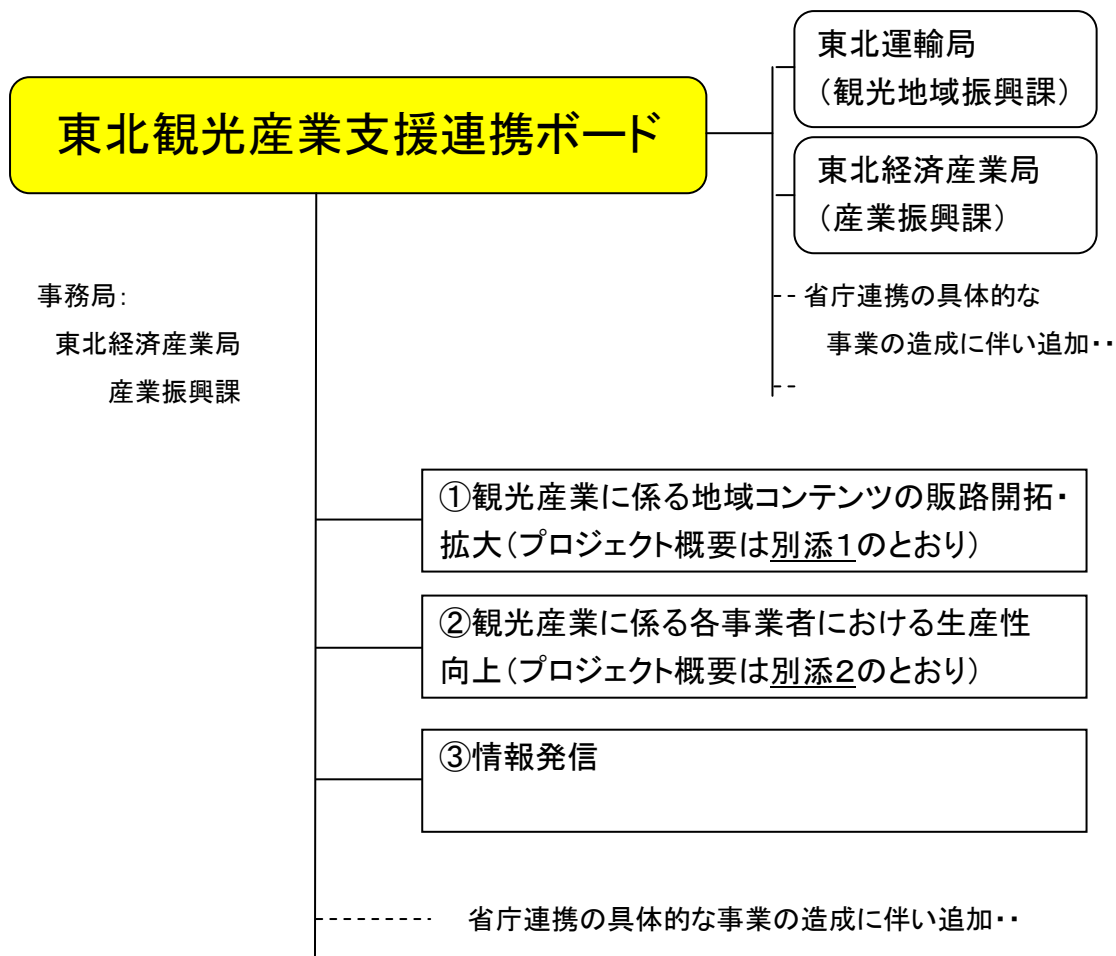 東北観光産業支援連携ボード
東北運輸局
（観光地域振興課）
東北経済産業局
（産業振興課）
省庁連携の具体的な
事業の造成に伴い追加・・
事務局：
東北経済産業局
産業振興課
①観光産業に係る地域コンテンツの販路開拓・
拡大（プロジェクト概要は別添１のとおり）
②観光産業に係る各事業者における生産性
向上（プロジェクト概要は別添２のとおり）
③情報発信
省庁連携の具体的な事業の造成に伴い追加・・